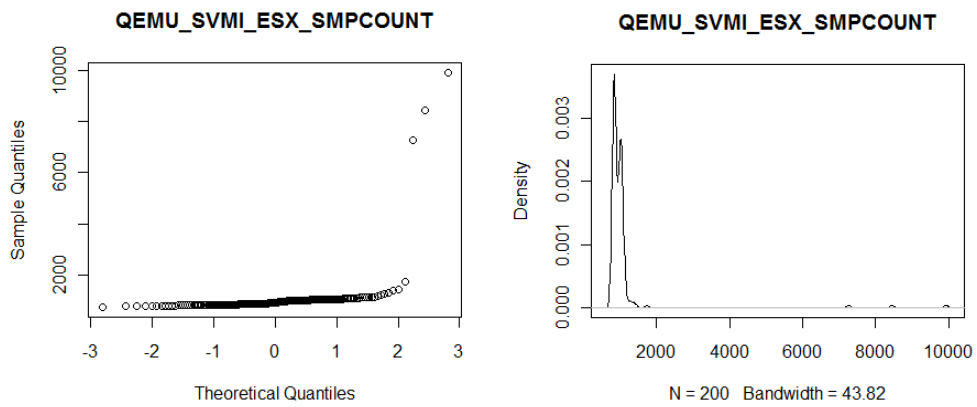 QEMU_SVMI_ESX_SMPCOUNT
Sample Quantiles
10000
6000
2000
-3 -2 -1 0 1 2 3
Theoretical Quantiles
QEMU_SVMI_ESX_SMPCOUNT
Density
0.003
0.002
0.001
0.000
2000 4000 6000 8000 10000
N = 200 Bandwidth = 43.82